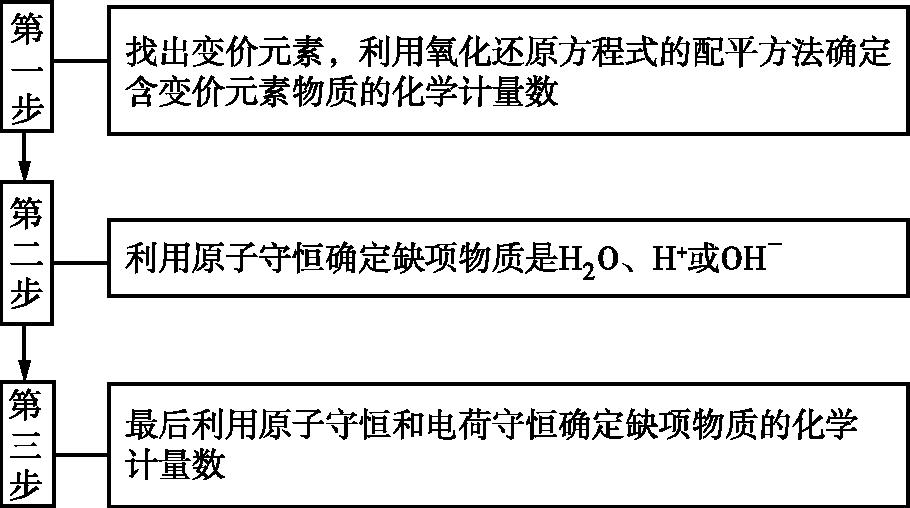 第一步
找出变价元素，利用氧化还原方程式的配平方法确定
含变价元素物质的化学计量数
第二步
利用原子守恒确定缺项物质是H₂O、H⁺或OH⁻
第三步
最后利用原子守恒和电荷守恒确定缺项物质的化学
计量数